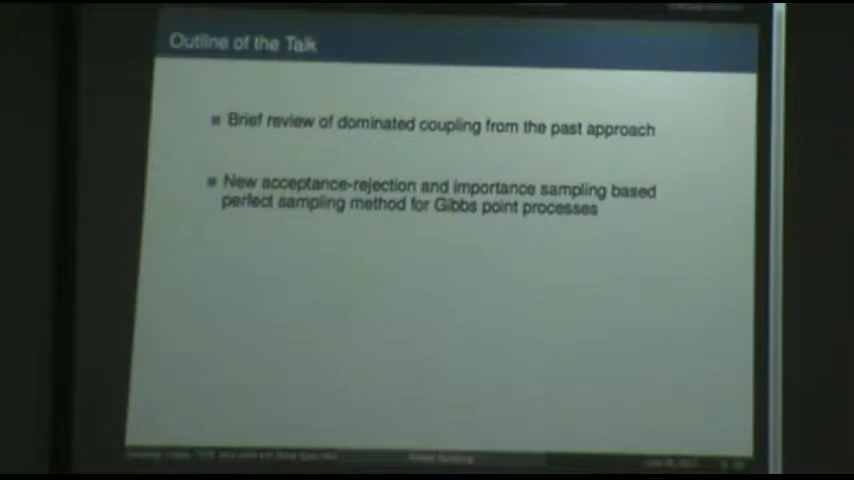 Outline of the Talk
Brief review of dominated coupling from the past approach
New acceptance-rejection and importance sampling based
perfect sampling method for Gibbs point processes